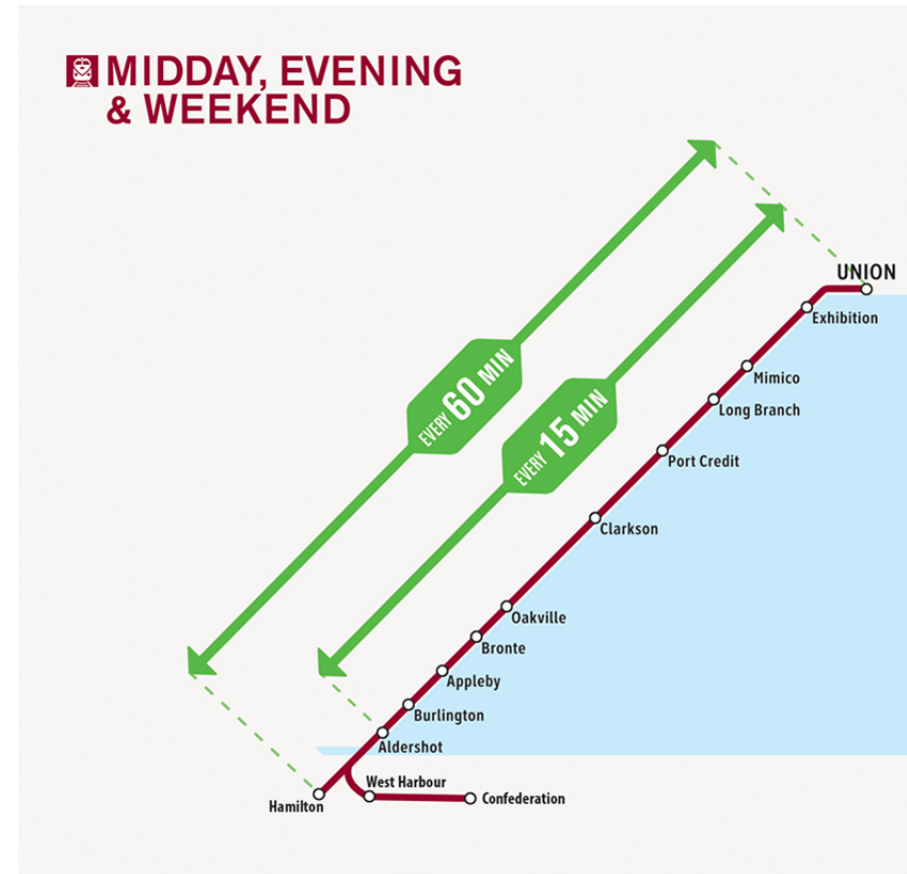 MIDDAY, EVENING
& WEEKEND
UNION
Exhibition
Mimico
Long Branch
EVERY 60 MIN
EVERY 15 MIN
Port Credit
Clarkson
Oakville
Bronte
Appleby
Burlington
Aldershot
West Harbour
Hamilton
Confederation